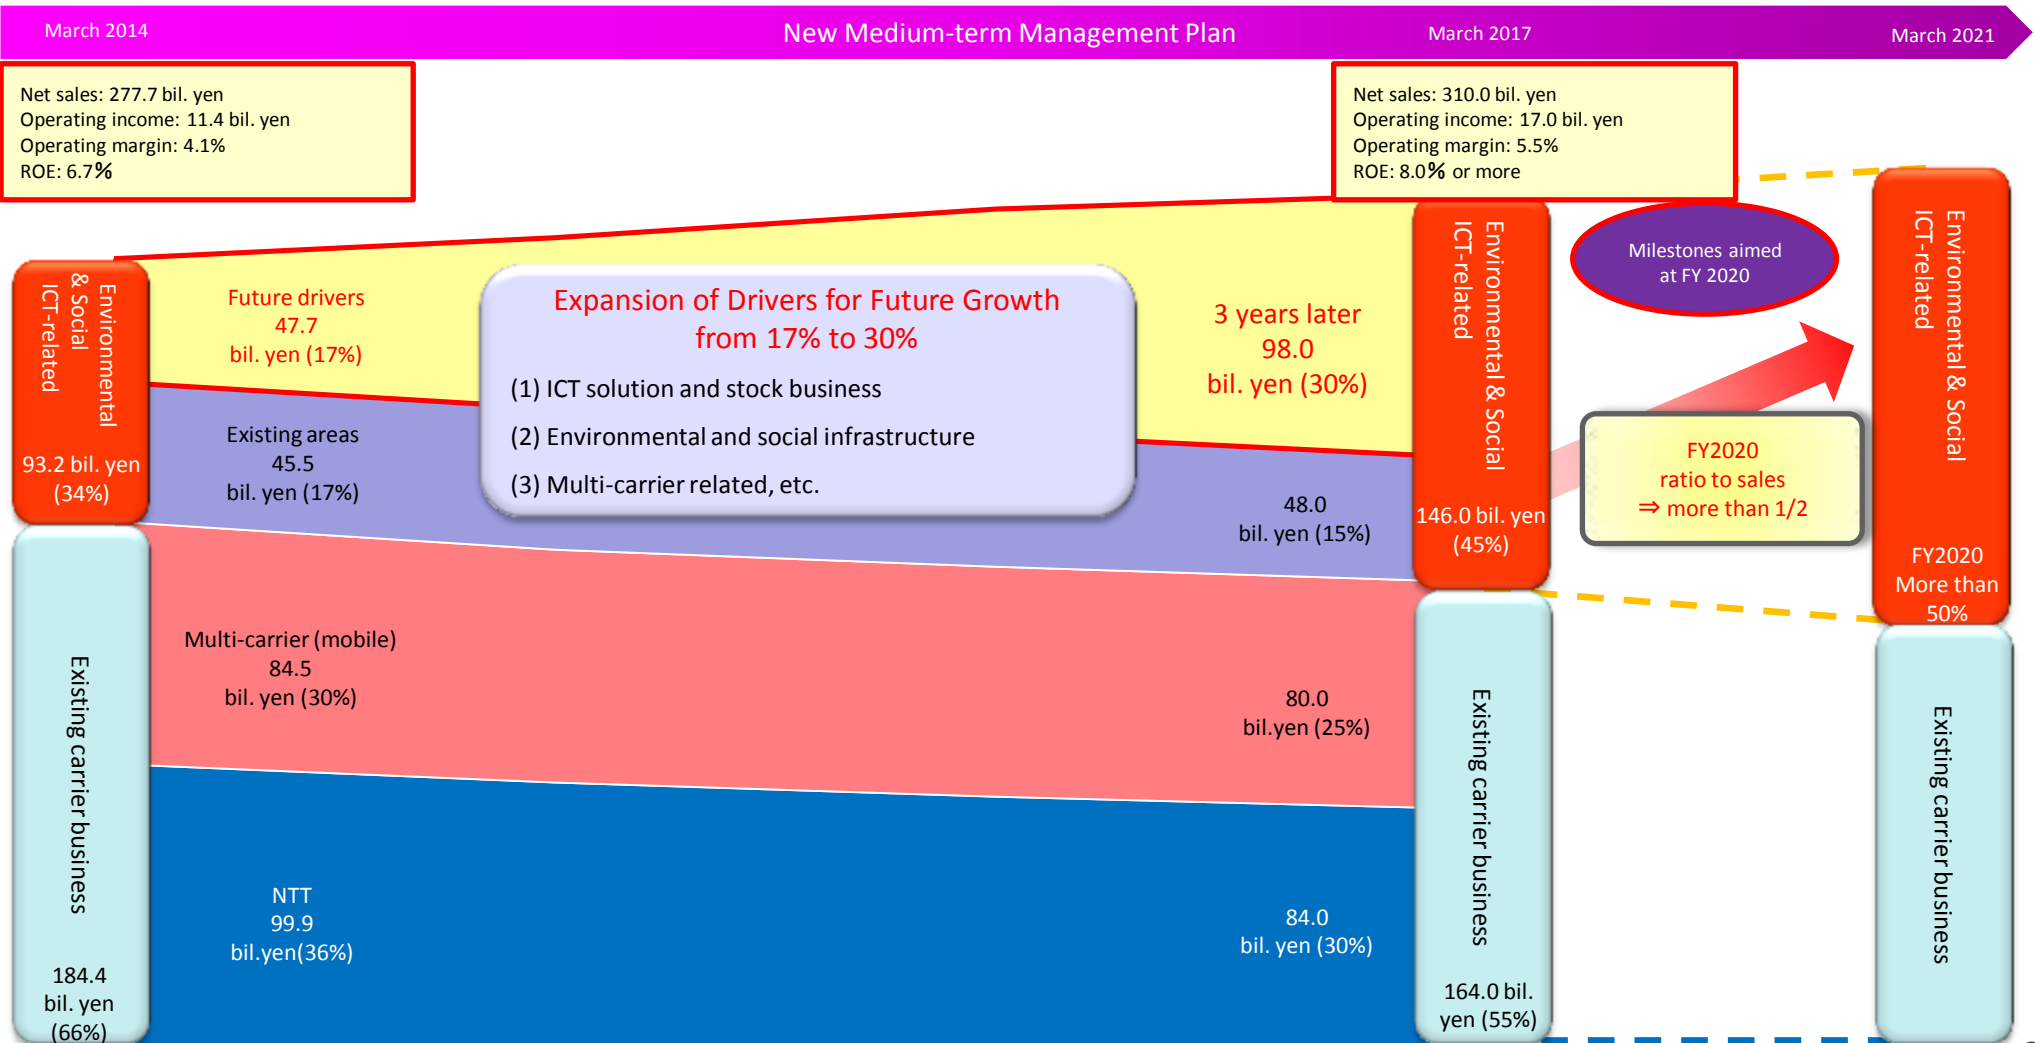 March 2014
New Medium-term Management Plan
March 2017
March 2021
Net sales: 277.7 bil. yen
Operating income: 11.4 bil. yen
Operating margin: 4.1%
ROE: 6.7%
Net sales: 310.0 bil. yen
Operating income: 17.0 bil. yen
Operating margin: 5.5%
ROE: 8.0% or more
Environmental
& Social
ICT-related
93.2 bil. yen
(34%)
Future drivers
47.7
bil. yen (17%)
Existing areas
45.5
bil. yen (17%)
Expansion of Drivers for Future Growth
from 17% to 30%
(1) ICT solution and stock business
(2) Environmental and social infrastructure
(3) Multi-carrier related, etc.
3 years later
98.0
bil. yen (30%)
48.0
bil. yen (15%)
Environmental & Social
ICT-related
146.0 bil. yen
(45%)
Milestones aimed
at FY 2020
FY2020
ratio to sales
⇒ more than 1/2
Environmental & Social
ICT-related
FY2020
More than
50%
Existing carrier business
184.4
bil. yen
(66%)
Multi-carrier (mobile)
84.5
bil. yen (30%)
80.0
bil.yen (25%)
NTT
99.9
bil.yen(36%)
84.0
bil. yen (30%)
Existing carrier business
164.0 bil.
yen (55%)
Existing carrier business